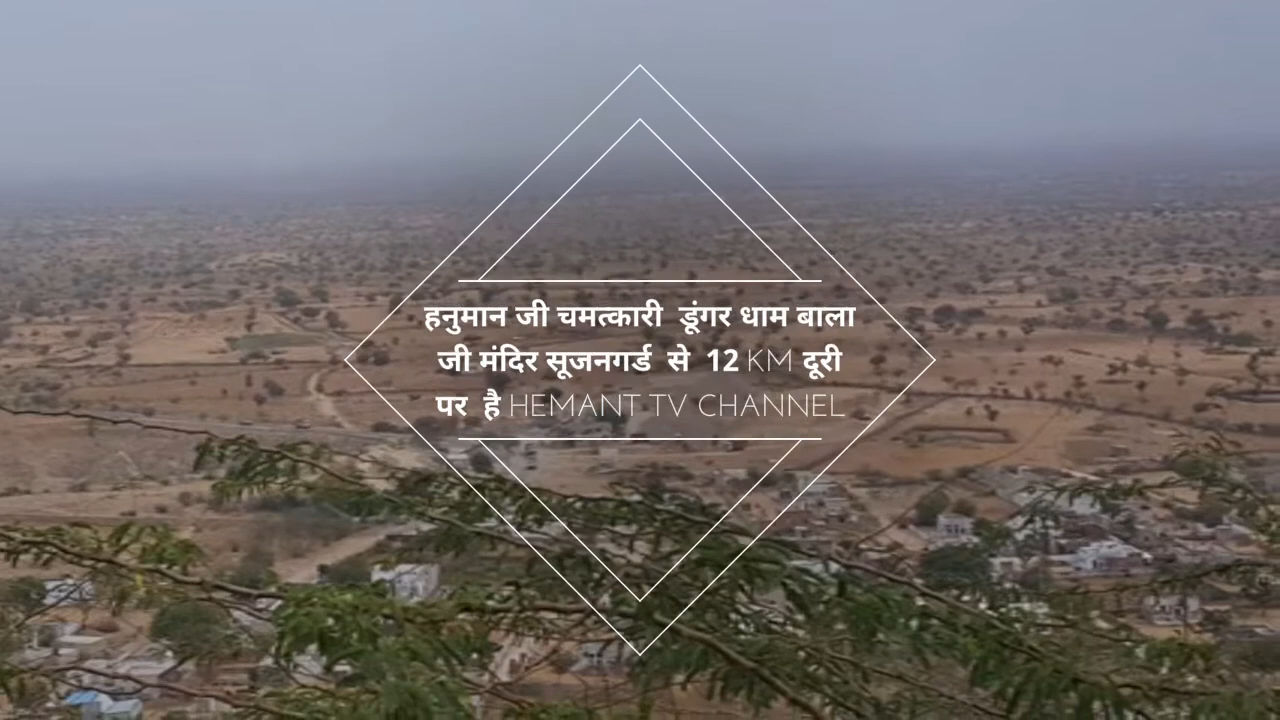 हनुमान जी चमत्कारी डूंगर धाम बाला
जी मंदिर सूजनगर्ड से 12 KM दूरी
पर है HEMANT TV CHANNEL